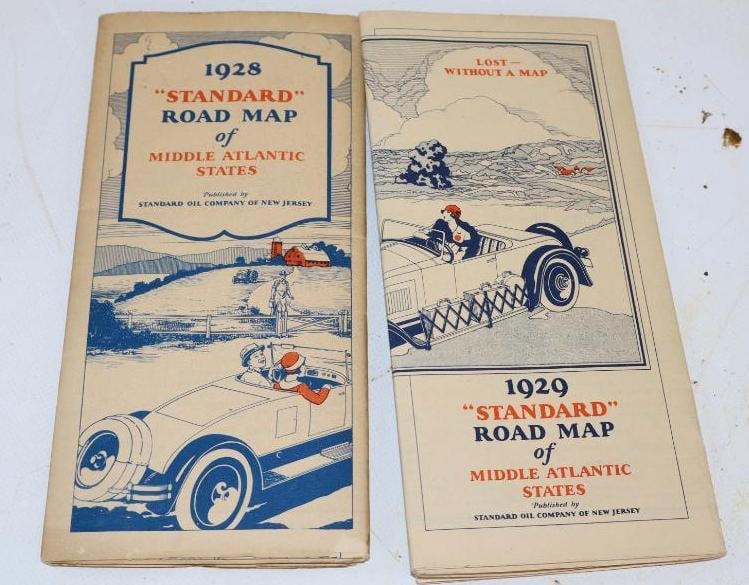 1928
"STANDARD"
ROAD MAP
of
MIDDLE ATLANTIC
STATES
Published by
STANDARD OIL COMPANY OF NEW JERSEY
LOST —
WITHOUT A MAP
1929
"STANDARD"
ROAD MAP
of
MIDDLE ATLANTIC
STATES
Published by
STANDARD OIL COMPANY OF NEW JERSEY